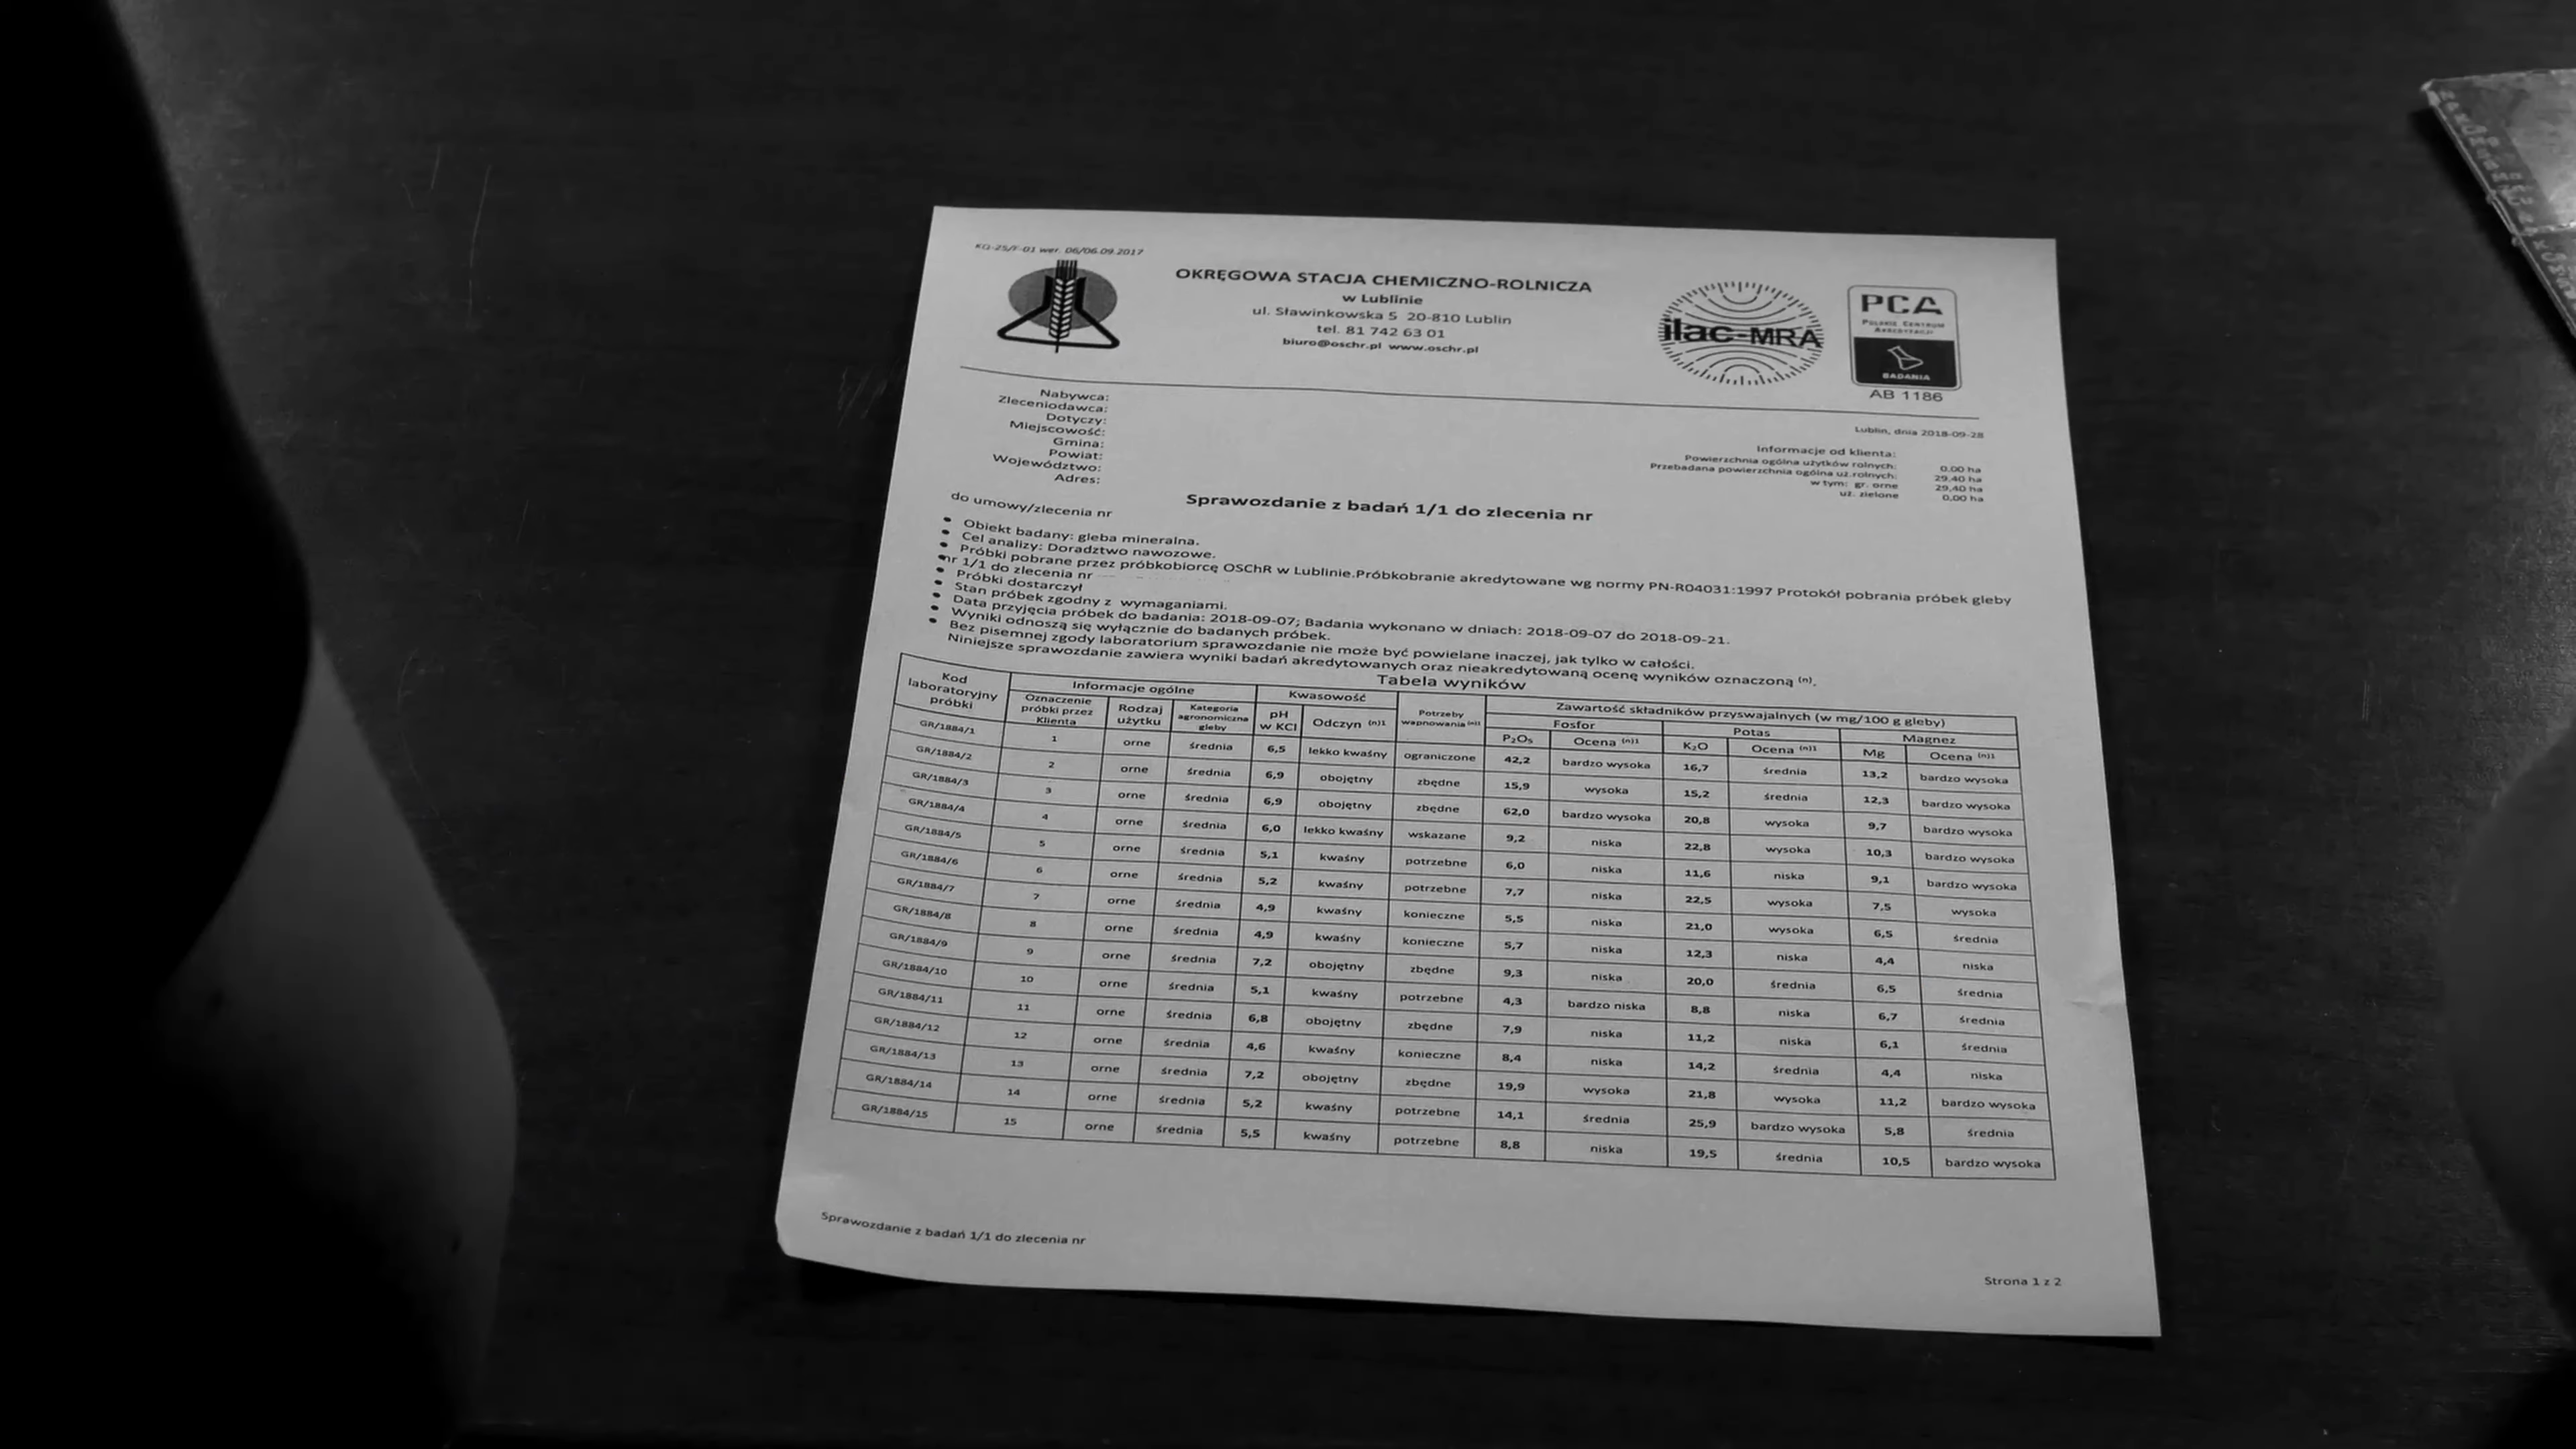 KQ-25/F-01 wer. 06/06.09.2017
OKRĘGOWA STACJA CHEMICZNO-ROLNICZA
w Lublinie
ul. Sławinkowska 5 20-810 Lublin
tel. 81 742 63 01
biuro@oschr.pl www.oschr.pl
ilac-MRA
PCA
POLSKIE CENTRUM
AKREDYTACJI
BADANIA
AB 1186
Nabywca:
Zleceniodawca:
Dotyczy:
Miejscowość:
Gmina:
Powiat:
Województwo:
Adres:
Lublin, dnia 2018-09-28
Informacje od klienta:
Powierzchnia ogólna użytków rolnych: 0.00 ha
Przebadana powierzchnia ogólna uż.rolnych: 29,40 ha
w tym: gr. orne 29,40 ha
uż. zielone 0,00 ha
Sprawozdanie z badań 1/1 do zlecenia nr
do umowy/zlecenia nr
• Obiekt badany: gleba mineralna.
• Cel analizy: Doradztwo nawozowe.
• Próbki pobrane przez próbkobiorcę OSChR w Lublinie.Próbkobranie akredytowane wg normy PN-R04031:1997 Protokół pobrania próbek gleby
nr 1/1 do zlecenia nr
• Próbki dostarczył
• Stan próbek zgodny z wymaganiami.
• Data przyjęcia próbek do badania: 2018-09-07; Badania wykonano w dniach: 2018-09-07 do 2018-09-21.
• Wyniki odnoszą się wyłącznie do badanych próbek.
• Bez pisemnej zgody laboratorium sprawozdanie nie może być powielane inaczej, jak tylko w całości.
Niniejsze sprawozdanie zawiera wyniki badań akredytowanych oraz nieakredytowaną ocenę wyników oznaczoną (n).
Tabela wyników
Kod laboratoryjny próbki Informacje ogólne Kwasowość Potrzeby wapnowania (n)1 Zawartość składników przyswajalnych (w mg/100 g gleby)
Fosfor Potas Magnez
Oznaczenie próbki przez Klienta Rodzaj użytku Kategoria agronomiczna gleby pH w KCl Odczyn (n)1 P₂O₅ Ocena (n)1 K₂O Ocena (n)1 Mg Ocena (n)1
GR/1884/1 1 orne średnia 6,5 lekko kwaśny ograniczone 42,2 bardzo wysoka 16,7 średnia 13,2 bardzo wysoka
GR/1884/2 2 orne średnia 6,9 obojętny zbędne 15,9 wysoka 15,2 średnia 12,3 bardzo wysoka
GR/1884/3 3 orne średnia 6,9 obojętny zbędne 62,0 bardzo wysoka 20,8 wysoka 9,7 bardzo wysoka
GR/1884/4 4 orne średnia 6,0 lekko kwaśny wskazane 9,2 niska 22,8 wysoka 10,3 bardzo wysoka
GR/1884/5 5 orne średnia 5,1 kwaśny potrzebne 6,0 niska 11,6 niska 9,1 bardzo wysoka
GR/1884/6 6 orne średnia 5,2 kwaśny potrzebne 7,7 niska 22,5 wysoka 7,5 wysoka
GR/1884/7 7 orne średnia 4,9 kwaśny konieczne 5,5 niska 21,0 wysoka 6,5 średnia
GR/1884/8 8 orne średnia 4,9 kwaśny konieczne 5,7 niska 12,3 niska 4,4 niska
GR/1884/9 9 orne średnia 7,2 obojętny zbędne 9,3 niska 20,0 średnia 6,5 średnia
GR/1884/10 10 orne średnia 5,1 kwaśny potrzebne 4,3 bardzo niska 8,8 niska 6,7 średnia
GR/1884/11 11 orne średnia 6,8 obojętny zbędne 7,9 niska 11,2 niska 6,1 średnia
GR/1884/12 12 orne średnia 4,6 kwaśny konieczne 8,4 niska 14,2 średnia 4,4 niska
GR/1884/13 13 orne średnia 7,2 obojętny zbędne 19,9 wysoka 21,8 wysoka 11,2 bardzo wysoka
GR/1884/14 14 orne średnia 5,2 kwaśny potrzebne 14,1 średnia 25,9 bardzo wysoka 5,8 średnia
GR/1884/15 15 orne średnia 5,5 kwaśny potrzebne 8,8 niska 19,5 średnia 10,5 bardzo wysoka
Sprawozdanie z badań 1/1 do zlecenia nr
Strona 1 z 2